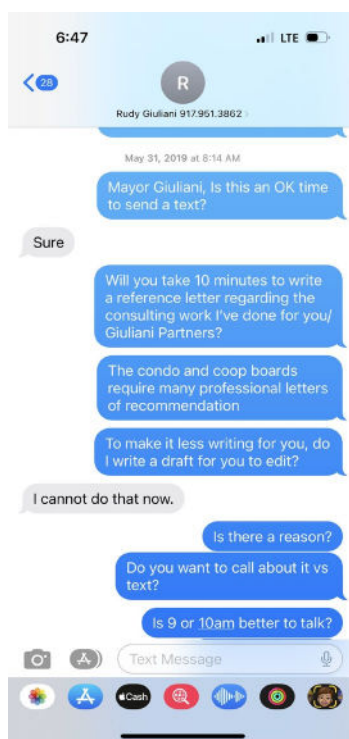 6:47
LTE
28
R
Rudy Giuliani 917.951.3862
May 31, 2019 at 8:14 AM
Mayor Giuliani, Is this an OK time
to send a text?
Sure
Will you take 10 minutes to write
a reference letter regarding the
consulting work I've done for you/
Giuliani Partners?
The condo and coop boards
require many professional letters
of recommendation
To make it less writing for you, do
I write a draft for you to edit?
I cannot do that now.
Is there a reason?
Do you want to call about it vs
text?
Is 9 or 10am better to talk?
Text Message
Cash